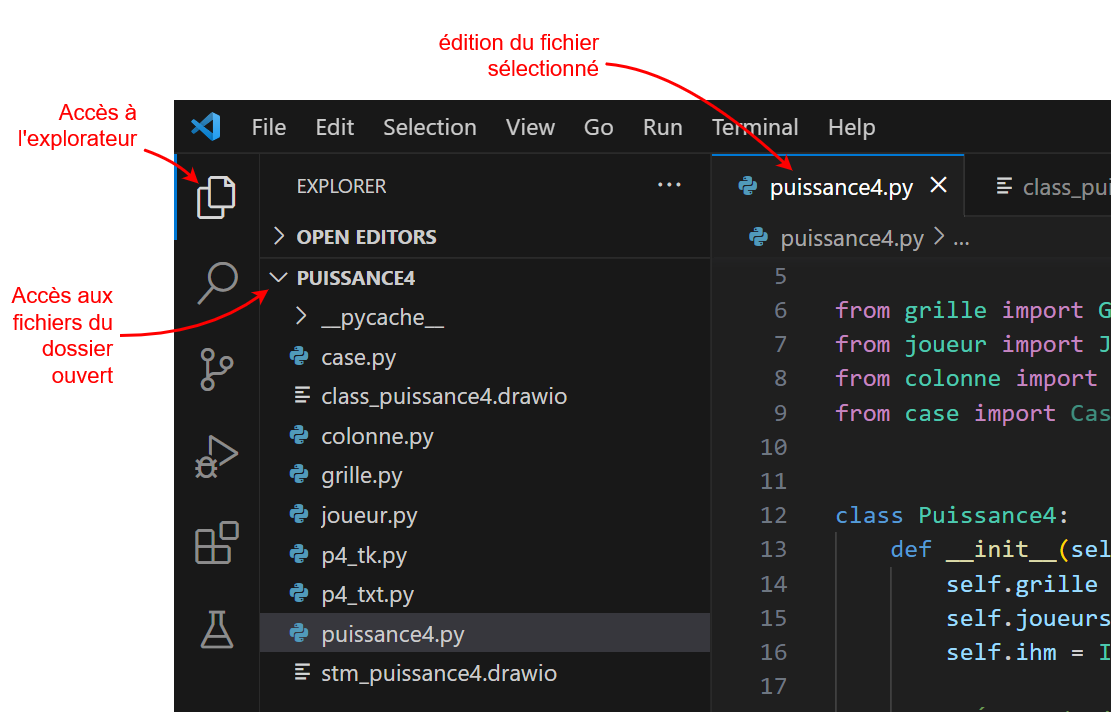 édition du fichier
sélectionné
Accès à
l'explorateur
File Edit Selection View Go Run Terminal Help
EXPLORER ···
puissance4.py
OPEN EDITORS
puissance4.py > ...
PUISSANCE4
Accès aux
fichiers du
dossier
ouvert
__pycache__
case.py
class_puissance4.drawio
colonne.py
grille.py
joueur.py
p4_tk.py
p4_txt.py
puissance4.py
stm_puissance4.drawio
5
6 from grille import
7 from joueur import
8 from colonne import
9 from case import
10
11
12 class Puissance4:
13 def __init__(
14 self.grille
15 self.joueurs
16 self.ihm =
17